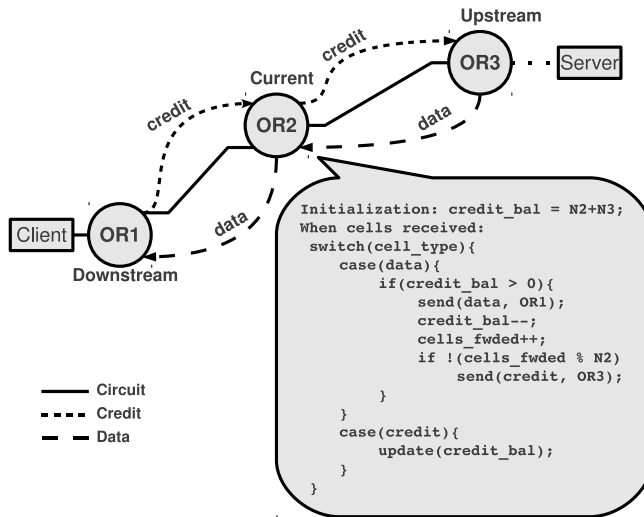 Upstream
credit
OR3
Server
Current
credit
OR2
data
data
Client
OR1
Downstream
Initialization: credit_bal = N2+N3;
When cells received:
switch(cell_type){
case(data){
if(credit_bal > 0){
send(data, OR1);
credit_bal--;
cells_fwded++;
if !(cells_fwded % N2)
send(credit, OR3);
}
}
case(credit){
update(credit_bal);
}
}
Circuit
Credit
Data